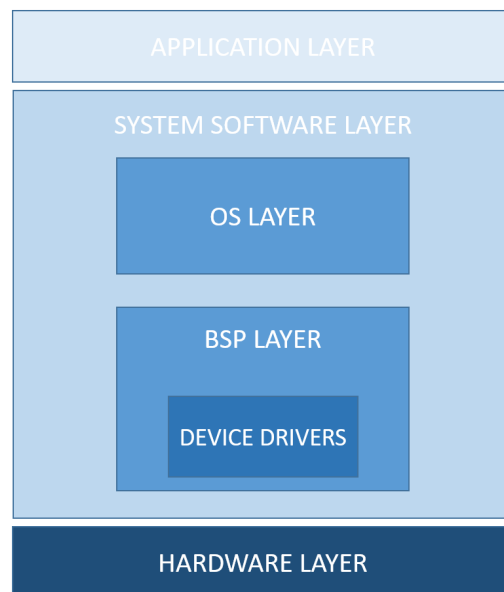 APPLICATION LAYER
SYSTEM SOFTWARE LAYER
OS LAYER
BSP LAYER
DEVICE DRIVERS
HARDWARE LAYER